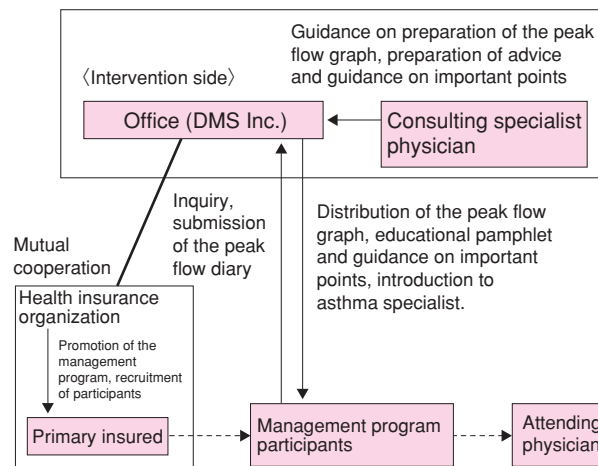 Guidance on preparation of the peak
flow graph, preparation of advice
and guidance on important points
〈Intervention side〉
Office (DMS Inc.)
Consulting specialist
physician
Inquiry,
submission
of the peak
flow diary
Distribution of the peak flow
graph, educational pamphlet
and guidance on important
points, introduction to
asthma specialist.
Mutual
cooperation
Health insurance
organization
Promotion of the
management
program, recruitment
of participants
Primary insured
Management program
participants
Attending
physician